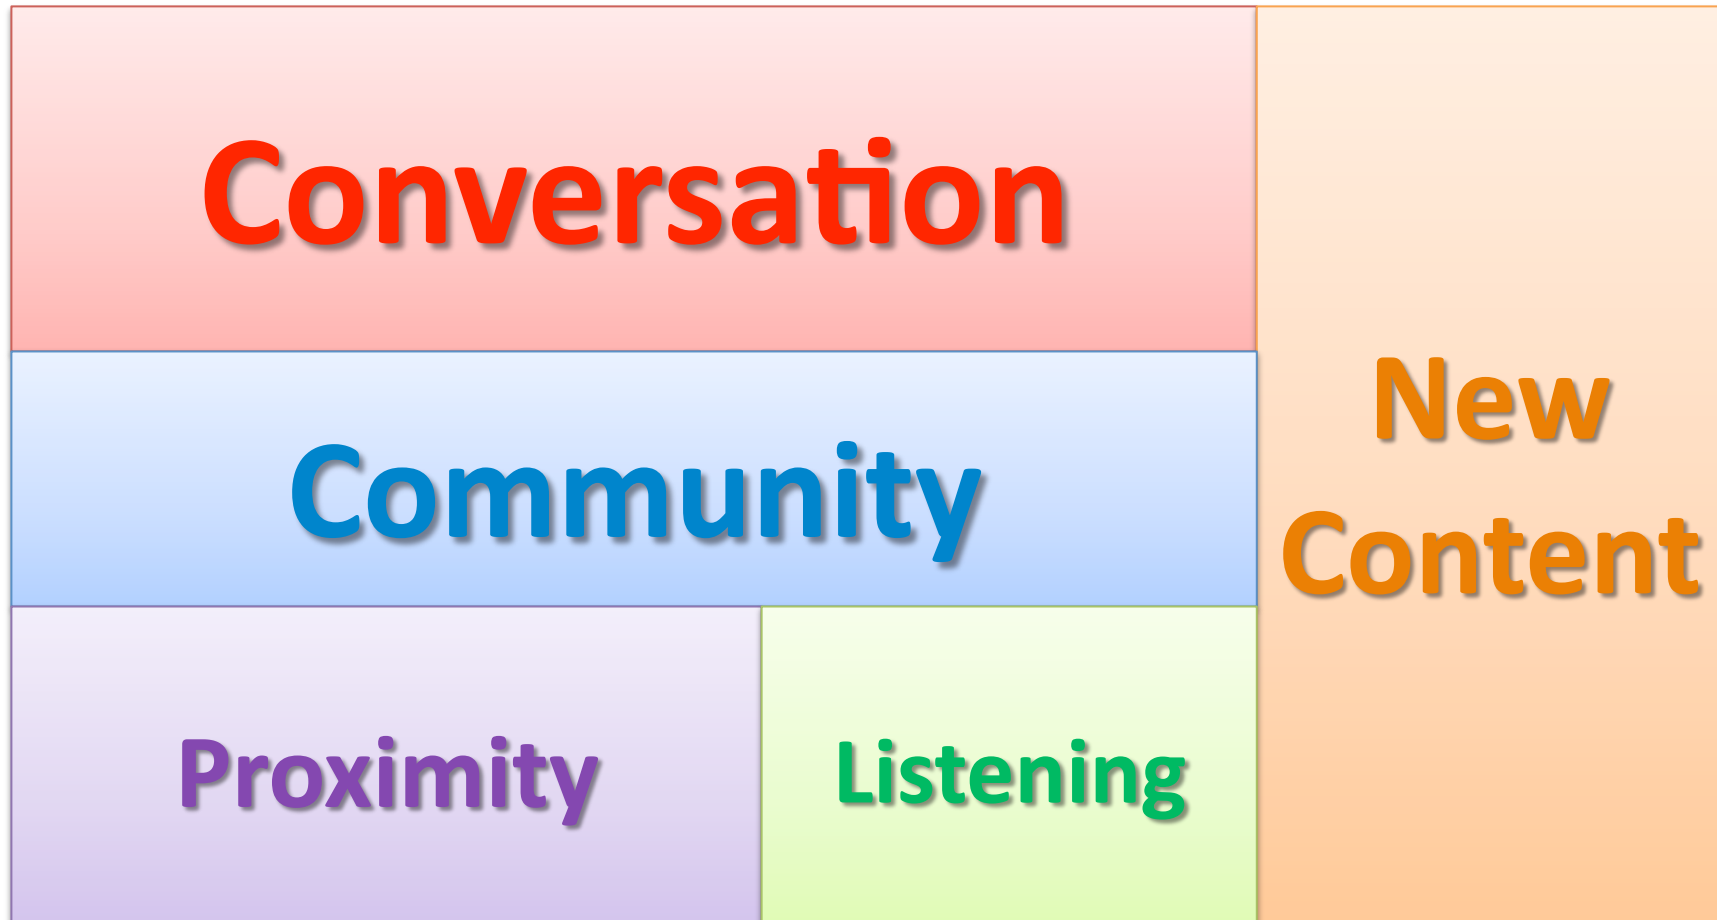 Conversation
Community
Proximity
Listening
New
Content